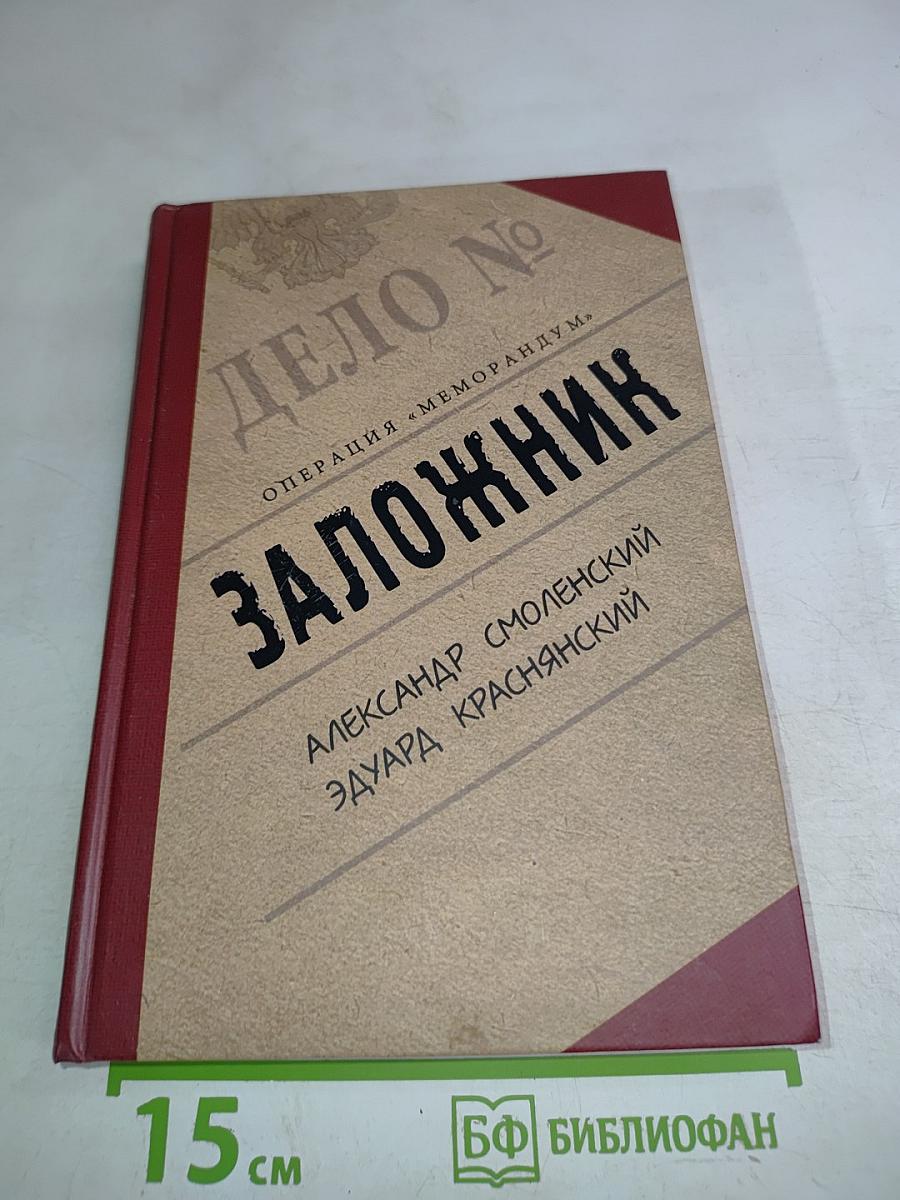 ДЕЛО №
ОПЕРАЦИЯ «МЕМОРАНДУМ»
ЗАЛОЖНИК
АЛЕКСАНДР СМОЛЕНСКИЙ
ЭДУАРД КРАСНЯНСКИЙ
15 см
БФ БИБЛИОФАН